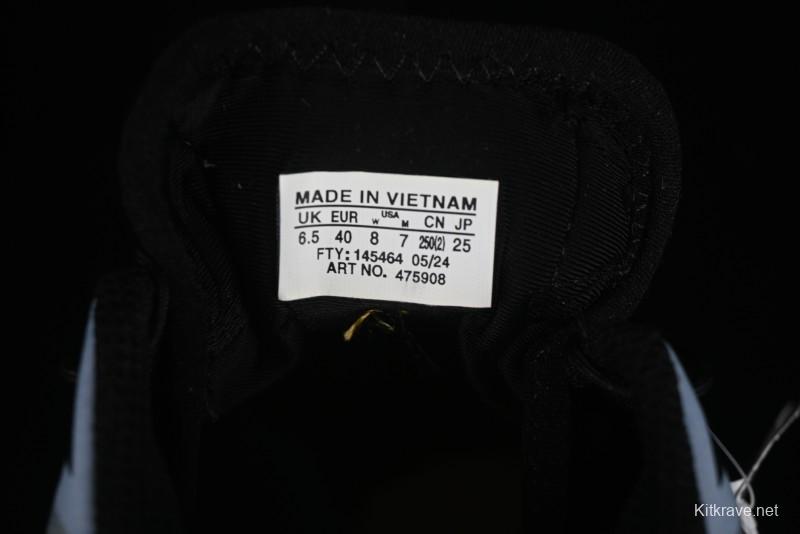 MADE IN VIETNAM
UK EUR W USA M CN JP
6.5 40 8 7 250(2) 25
FTY: 145464 05/24
ART NO. 475908
Kitkrave.net